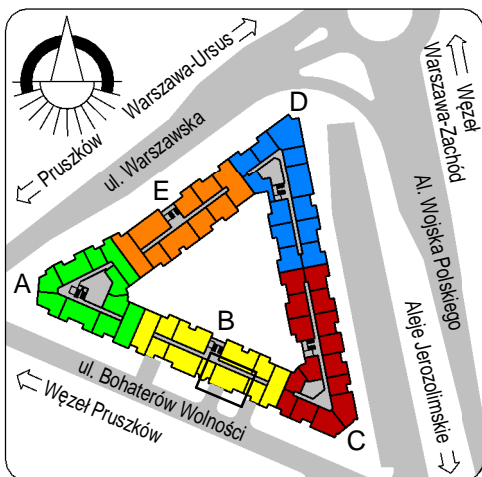 Warszawa-Ursus
Pruszków
ul. Warszawska
Węzeł
Warszawa-Zachód
D
E
A
B
C
Al. Wojska Polskiego
Aleje Jerozolimskie
ul. Bohaterów Wolności
Węzeł Pruszków